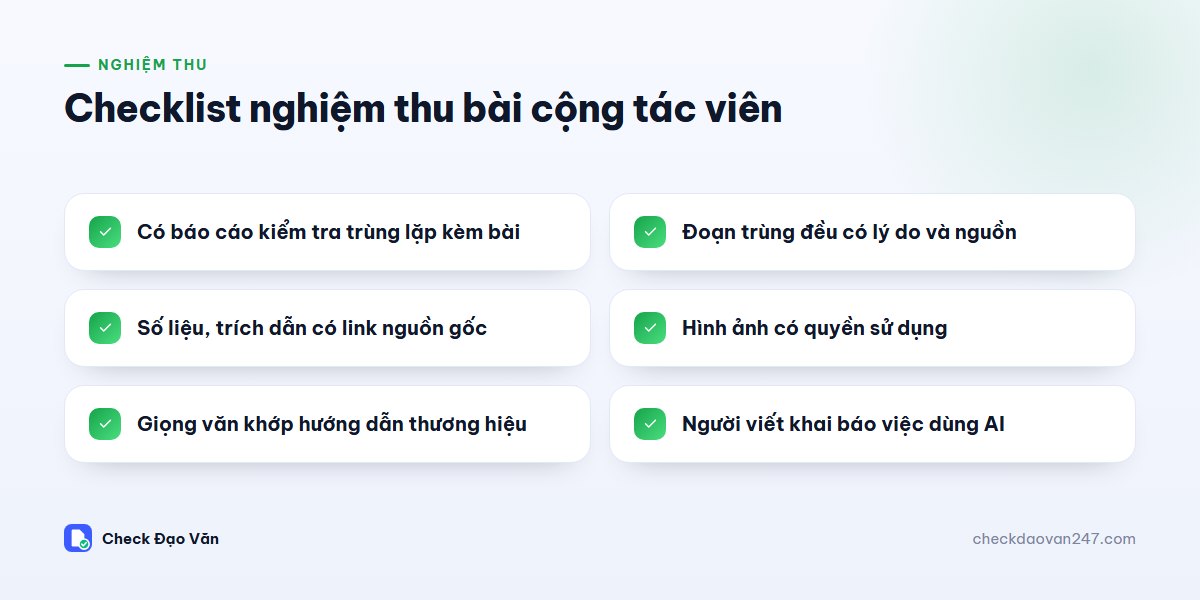 NGHIỆM THU
Checklist nghiệm thu bài cộng tác viên
Có báo cáo kiểm tra trùng lặp kèm bài
Đoạn trùng đều có lý do và nguồn
Số liệu, trích dẫn có link nguồn gốc
Hình ảnh có quyền sử dụng
Giọng văn khớp hướng dẫn thương hiệu
Người viết khai báo việc dùng AI
Check Đạo Văn
checkdaovan247.com